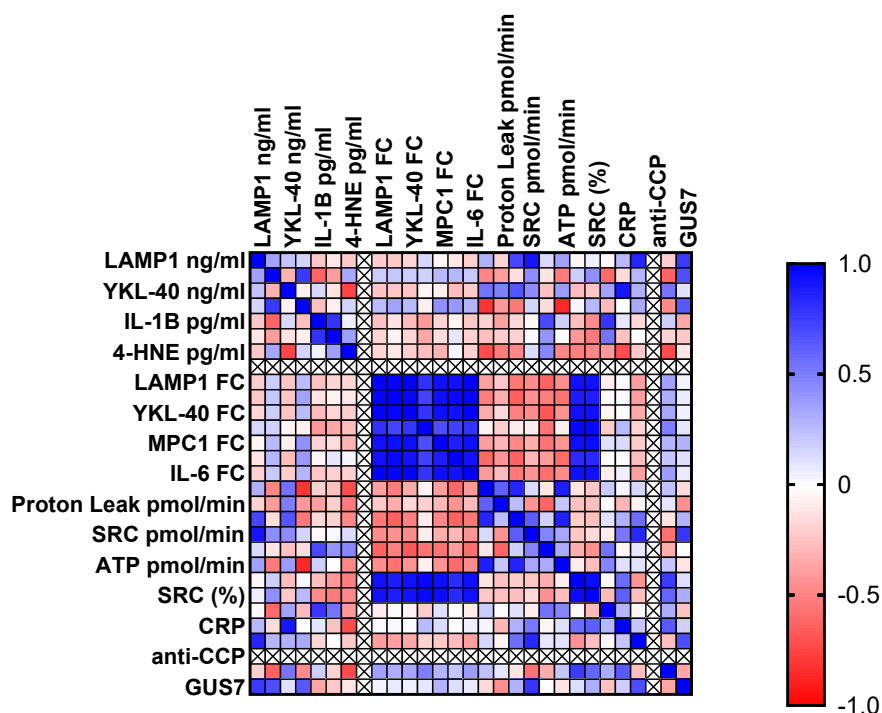 LAMP1 ng/ml
YKL-40 ng/ml
IL-1B pg/ml
4-HNE pg/ml
LAMP1 FC
YKL-40 FC
MPC1 FC
IL-6 FC
Proton Leak pmol/min
SRC pmol/min
ATP pmol/min
SRC (%)
CRP
anti-CCP
GUS7
LAMP1 ng/ml
YKL-40 ng/ml
IL-1B pg/ml
4-HNE pg/ml
LAMP1 FC
YKL-40 FC
MPC1 FC
IL-6 FC
Proton Leak pmol/min
SRC pmol/min
ATP pmol/min
SRC (%)
CRP
anti-CCP
GUS7
1.0
0.5
0
-0.5
-1.0